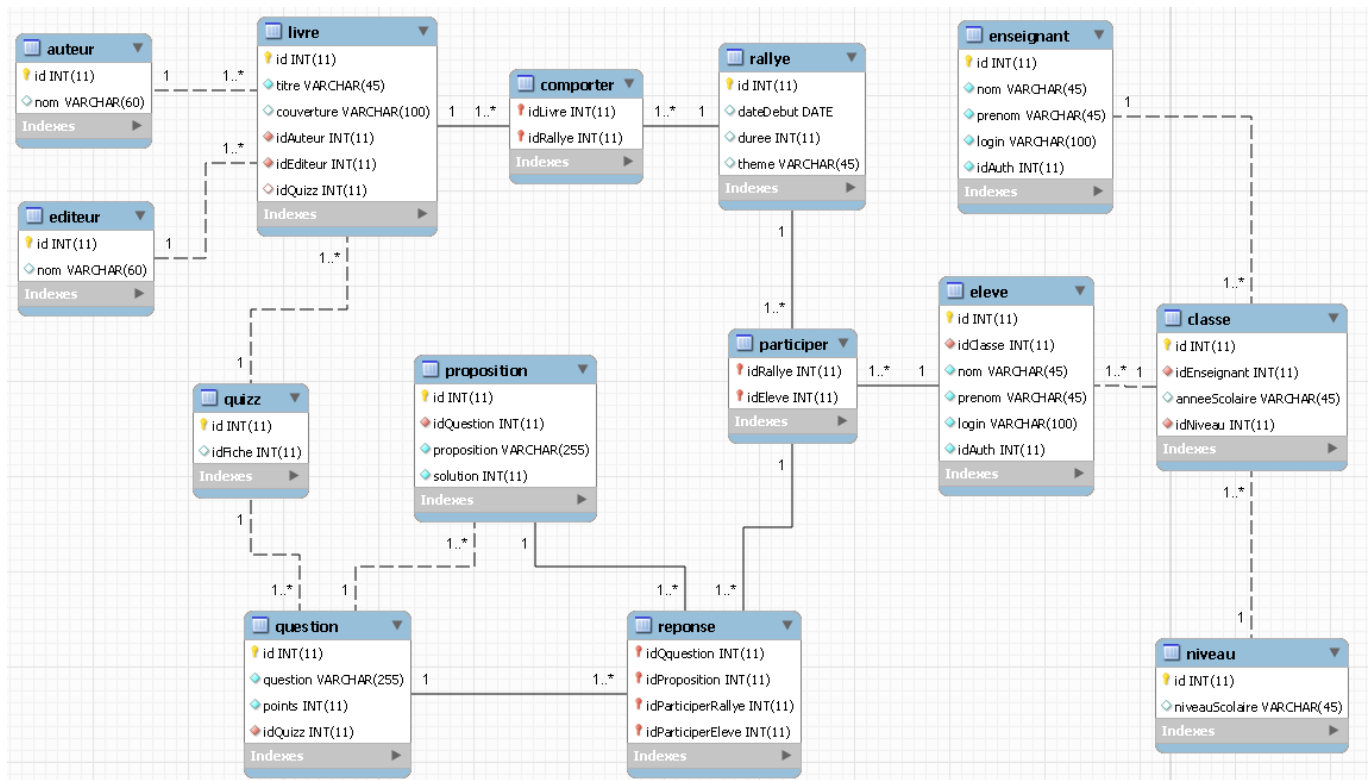 auteur
id INT(11)
nom VARCHAR(60)
Indexes
1
1..*
livre
id INT(11)
titre VARCHAR(45)
couverture VARCHAR(100)
idAuteur INT(11)
idEditeur INT(11)
idQuizz INT(11)
Indexes
1
1..*
comporter
idLivre INT(11)
idRallye INT(11)
Indexes
1..*
1
rallye
id INT(11)
dateDebut DATE
duree INT(11)
theme VARCHAR(45)
Indexes
enseignant
id INT(11)
nom VARCHAR(45)
prenom VARCHAR(45)
login VARCHAR(100)
idAuth INT(11)
Indexes
1
1..*
editeur
id INT(11)
nom VARCHAR(60)
Indexes
1
1..*
1..*
1
1
1..*
quizz
id INT(11)
idFiche INT(11)
Indexes
1
1..*
proposition
id INT(11)
idQuestion INT(11)
proposition VARCHAR(255)
solution INT(11)
Indexes
1..*
1
1
1..*
participer
idRallye INT(11)
idEleve INT(11)
Indexes
1..*
1
1
1..*
eleve
id INT(11)
idClasse INT(11)
nom VARCHAR(45)
prenom VARCHAR(45)
login VARCHAR(100)
idAuth INT(11)
Indexes
1..*
1
classe
id INT(11)
idEnseignant INT(11)
anneeScolaire VARCHAR(45)
idNiveau INT(11)
Indexes
1..*
1
question
id INT(11)
question VARCHAR(255)
points INT(11)
idQuizz INT(11)
Indexes
1
1..*
reponse
idQquestion INT(11)
idProposition INT(11)
idParticiperRallye INT(11)
idParticiperEleve INT(11)
Indexes
niveau
id INT(11)
niveauScolaire VARCHAR(45)
Indexes